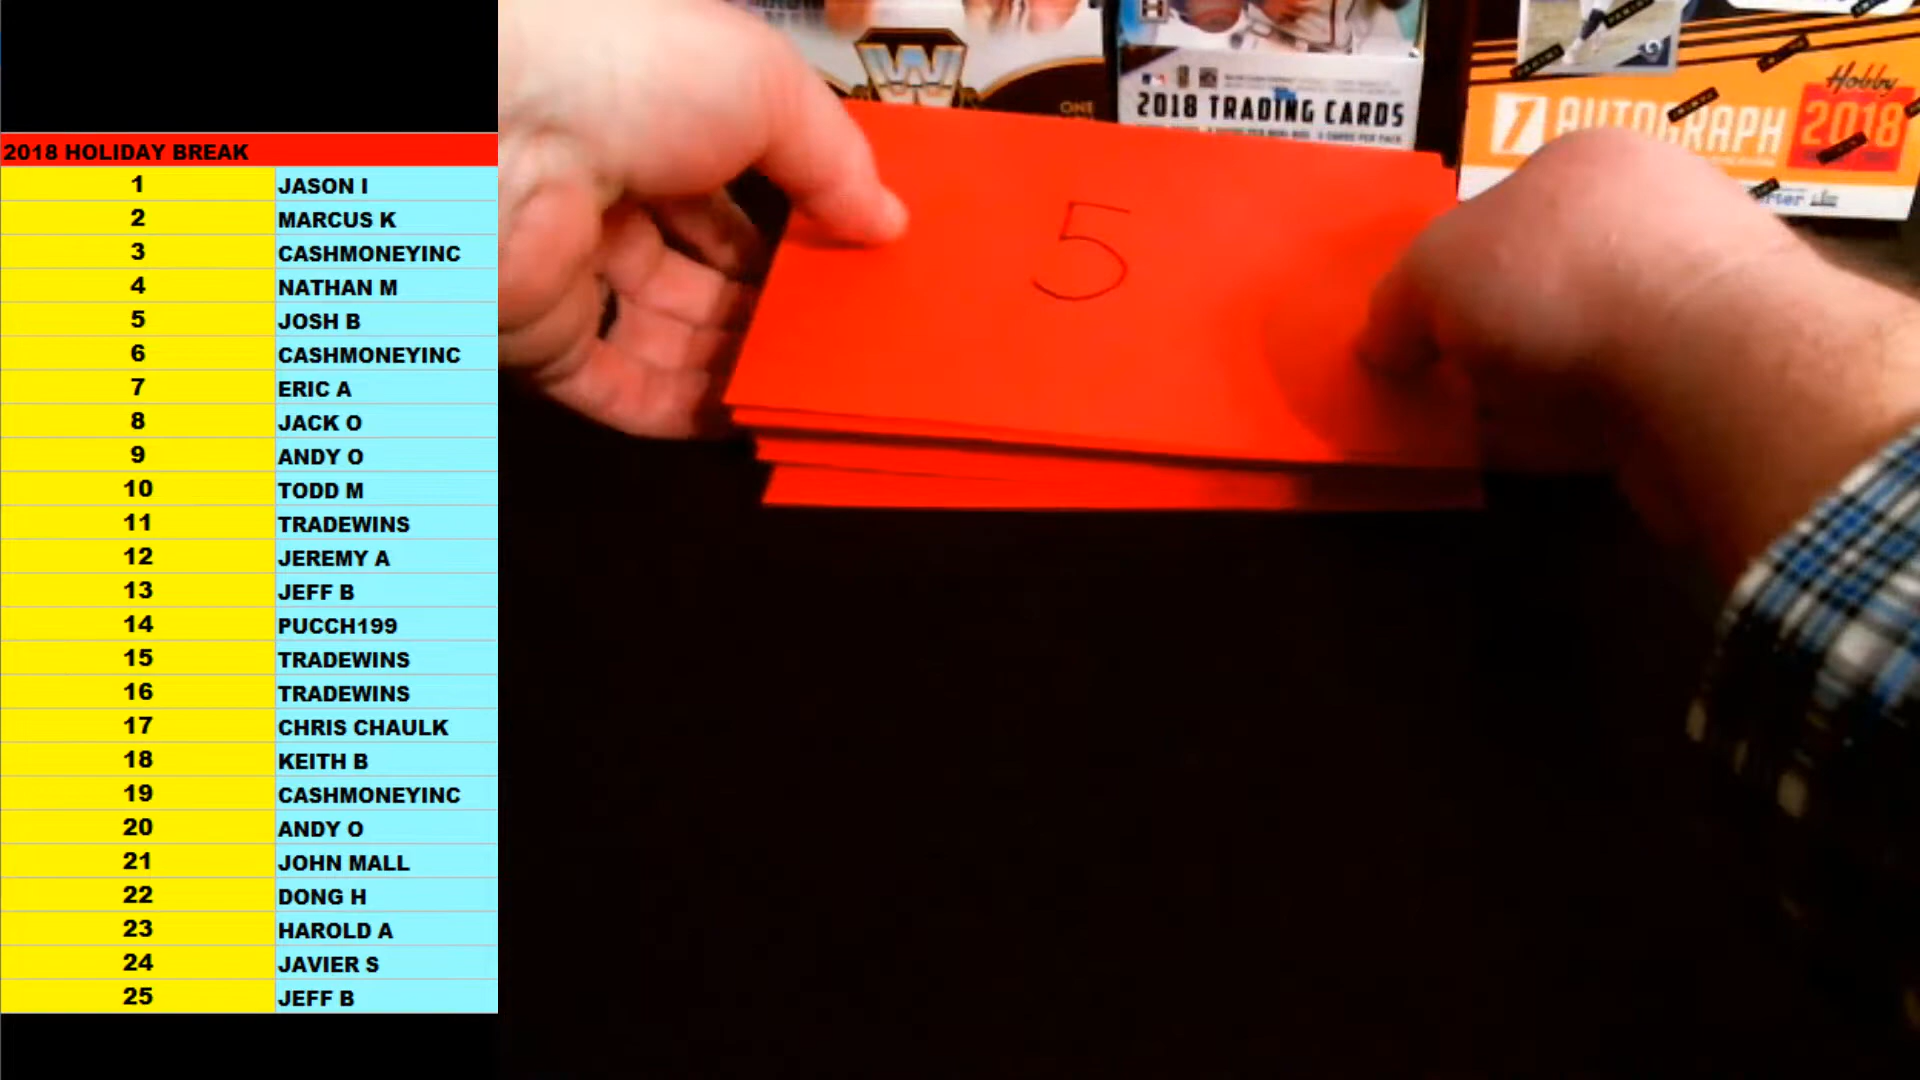 2018 HOLIDAY BREAK
1 JASON I
2 MARCUS K
3 CASHMONEYINC
4 NATHAN M
5 JOSH B
6 CASHMONEYINC
7 ERIC A
8 JACK O
9 ANDY O
10 TODD M
11 TRADEWINS
12 JEREMY A
13 JEFF B
14 PUCCH199
15 TRADEWINS
16 TRADEWINS
17 CHRIS CHAULK
18 KEITH B
19 CASHMONEYINC
20 ANDY O
21 JOHN MALL
22 DONG H
23 HAROLD A
24 JAVIER S
25 JEFF B
W
ONE
2018 TRADING CARDS
Hobby
1 AUTOGRAPH 2018
5